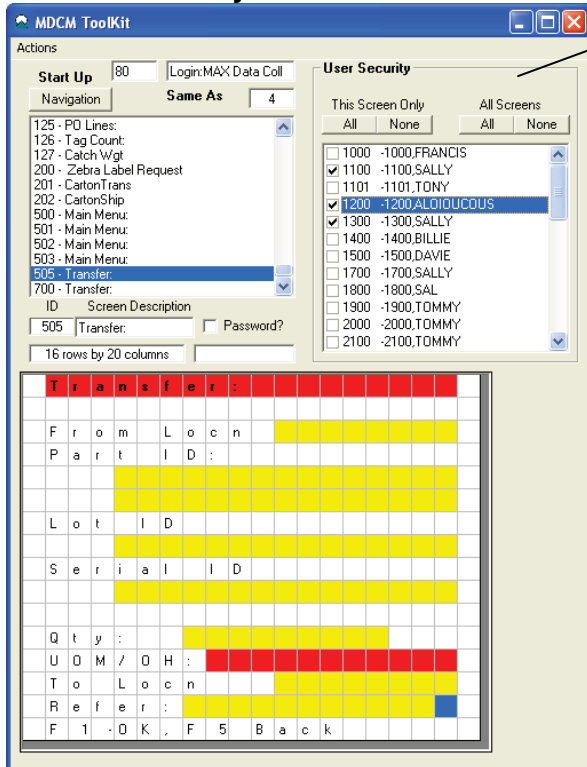 MDCM ToolKit
Actions
Start Up 80 Login:MAX Data Coll
Navigation Same As 4
125 - PO Lines:
126 - Tag Count:
127 - Catch Wgt
200 - Zebra Label Request
201 - CartonTrans
202 - CartonShip
500 - Main Menu:
501 - Main Menu:
502 - Main Menu:
503 - Main Menu:
505 - Transfer:
700 - Transfer:
ID Screen Description
505 Transfer: Password?
16 rows by 20 columns
User Security
This Screen Only All Screens
All None All None
1000 -1000,FRANCIS
1100 -1100,SALLY
1101 -1101,TONY
1200 -1200,ALOIOUCOUS
1300 -1300,SALLY
1400 -1400,BILLIE
1500 -1500,DAVIE
1700 -1700,SALLY
1800 -1800,SAL
1900 -1900,TOMMY
2000 -2000,TOMMY
2100 -2100,TOMMY
Transfer:
From Locn
Part ID:
Lot ID
Serial ID
Qty:
UOM/OH:
To Locn
Refer:
F1-OK, F5 Back